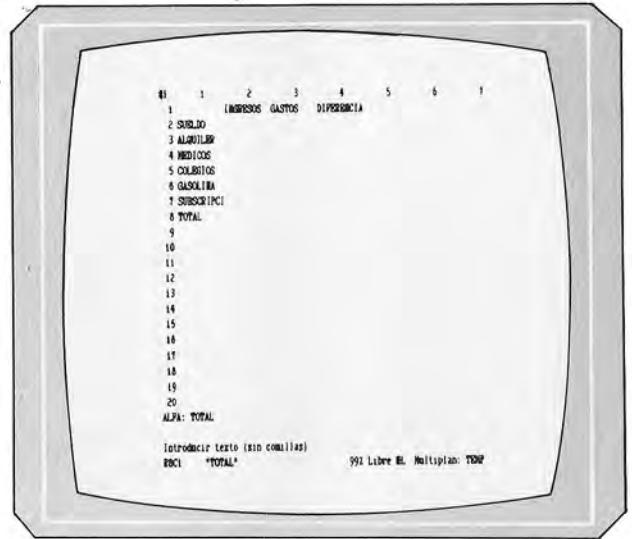 #1 1 2 3 4 5 6 7
1 INGRESOS GASTOS DIFERENCIA
2 SUELDO
3 ALQUILER
4 MEDICOS
5 COLEGIOS
6 GASOLINA
7 SUBSCRIPCI
8 TOTAL
9
10
11
12
13
14
15
16
17
18
19
20
ALFA: TOTAL
Introducir texto (sin comillas)
R8C1 "TOTAL" 99% Libre Multiplan: TEMP